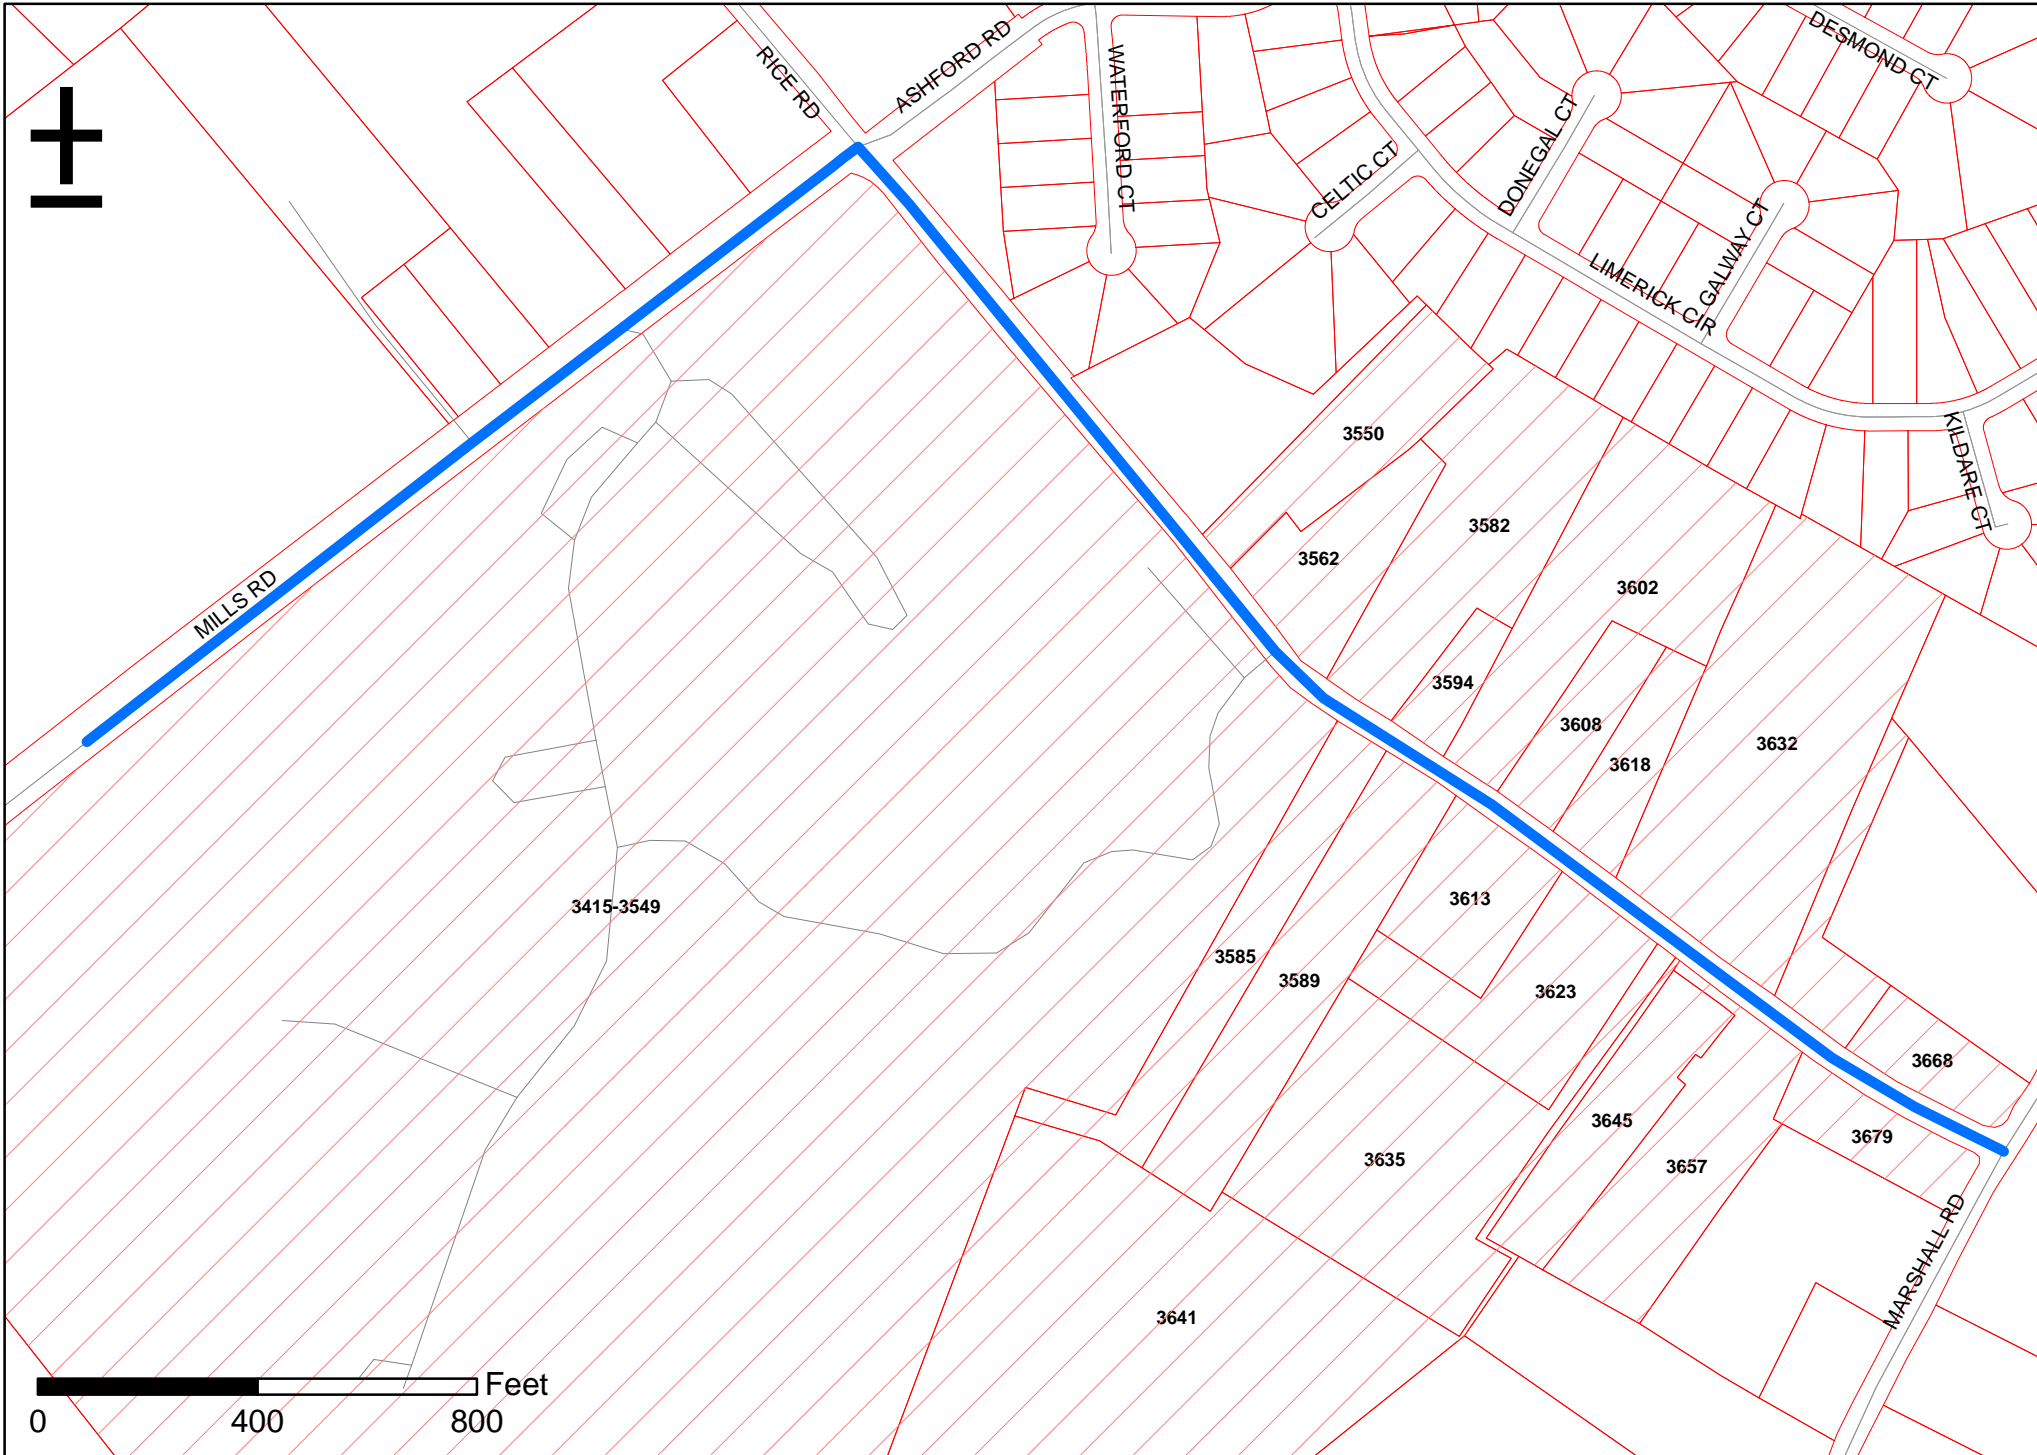 DESMOND CT
RICE RD
ASHFORD RD
WATERFORD CT
DONEGAL CT
CELTIC CT
GALWAY CT
LIMERICK CIR
KILDARE CT
3550
3582
3562
3602
MILLS RD
3594
3608
3632
3618
3613
3415-3549
3585
3589
3623
3668
3645
3679
3635
3657
MARSHALL RD
3641
Feet
0 400 800